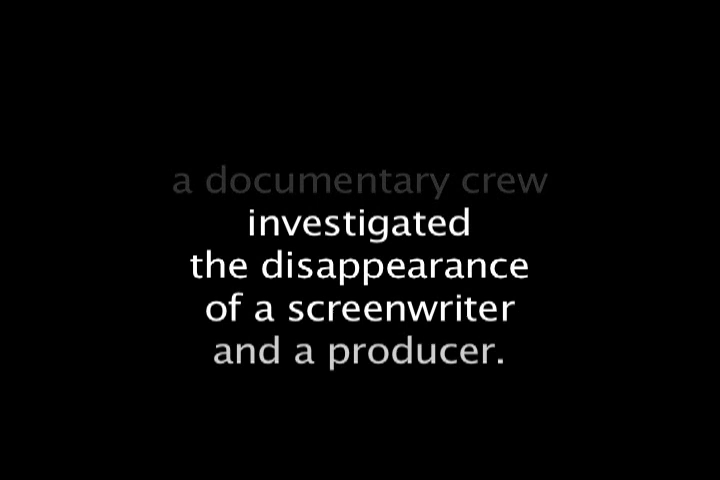 a documentary crew
investigated
the disappearance
of a screenwriter
and a producer.